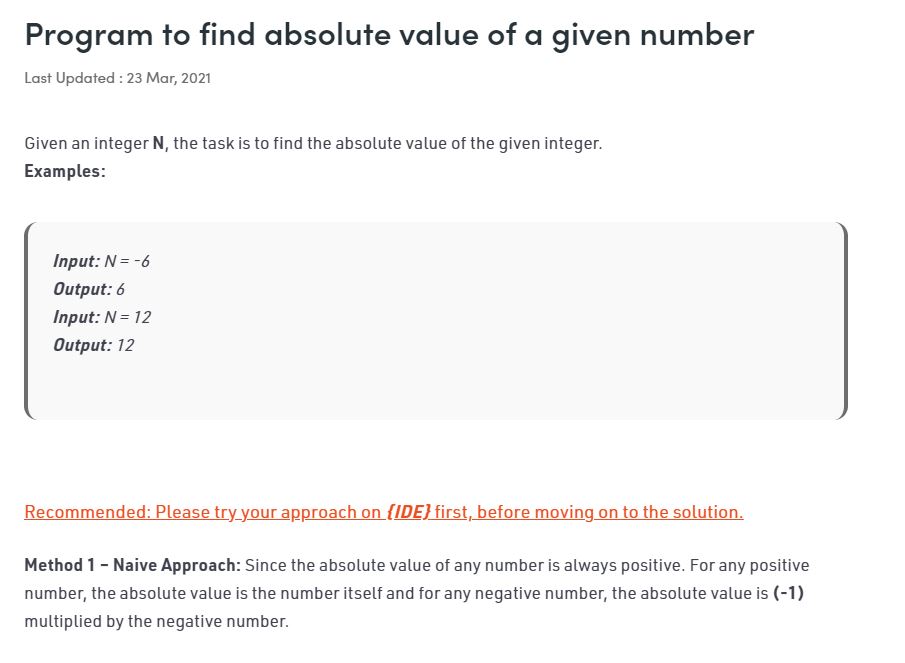 Program to find absolute value of a given number
Last Updated : 23 Mar, 2021
Given an integer N, the task is to find the absolute value of the given integer.
Examples:
Input: N = -6
Output: 6
Input: N = 12
Output: 12
Recommended: Please try your approach on {IDE} first, before moving on to the solution.
Method 1 – Naive Approach: Since the absolute value of any number is always positive. For any positive
number, the absolute value is the number itself and for any negative number, the absolute value is (-1)
multiplied by the negative number.